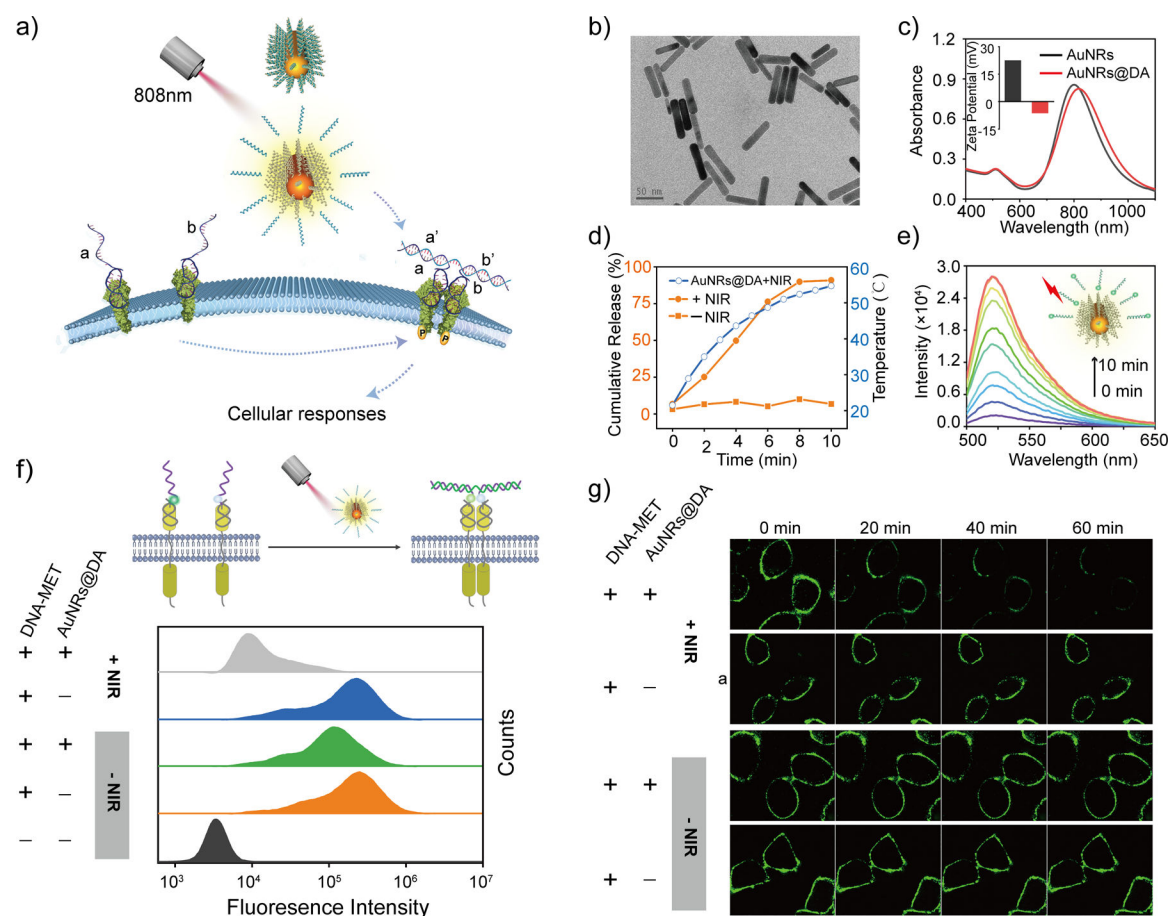 a)
808nm
a
b
a'
b'
a
b
P
P
Cellular responses
b)
50 nm
c)
Absorbance
1.2
0.9
0.6
0.3
0.0
Zeta Potential (mV)
30
15
0
-15
AuNRs
AuNRs@DA
400 600 800 1000
Wavelength (nm)
d)
Cumulative Release (%)
100
75
50
25
0
AuNRs@DA+NIR
+ NIR
− NIR
60
50
40
30
20
Temperature (℃)
0 2 4 6 8 10
Time (min)
e)
Intensity (×10⁴)
3.0
2.4
1.8
1.2
0.6
0.0
10 min
0 min
500 550 600 650
Wavelength (nm)
f)
DNA-MET
AuNRs@DA
+ +
+ −
+ +
+ −
− −
+ NIR
- NIR
Counts
10³ 10⁴ 10⁵ 10⁶ 10⁷
Fluoresence Intensity
g)
DNA-MET
AuNRs@DA
0 min 20 min 40 min 60 min
+ +
+ −
+ +
+ −
+ NIR
a
- NIR